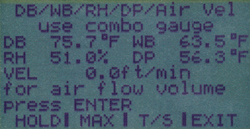 DB/WB/RH/DP/Air Vel
use combo gauge
DB 75.7°F WB 63.5°F
RH 51.0% DP 56.3°F
VEL 0.0ft/min
for air flow volume
press ENTER
HOLD| MAX | T/S |EXIT